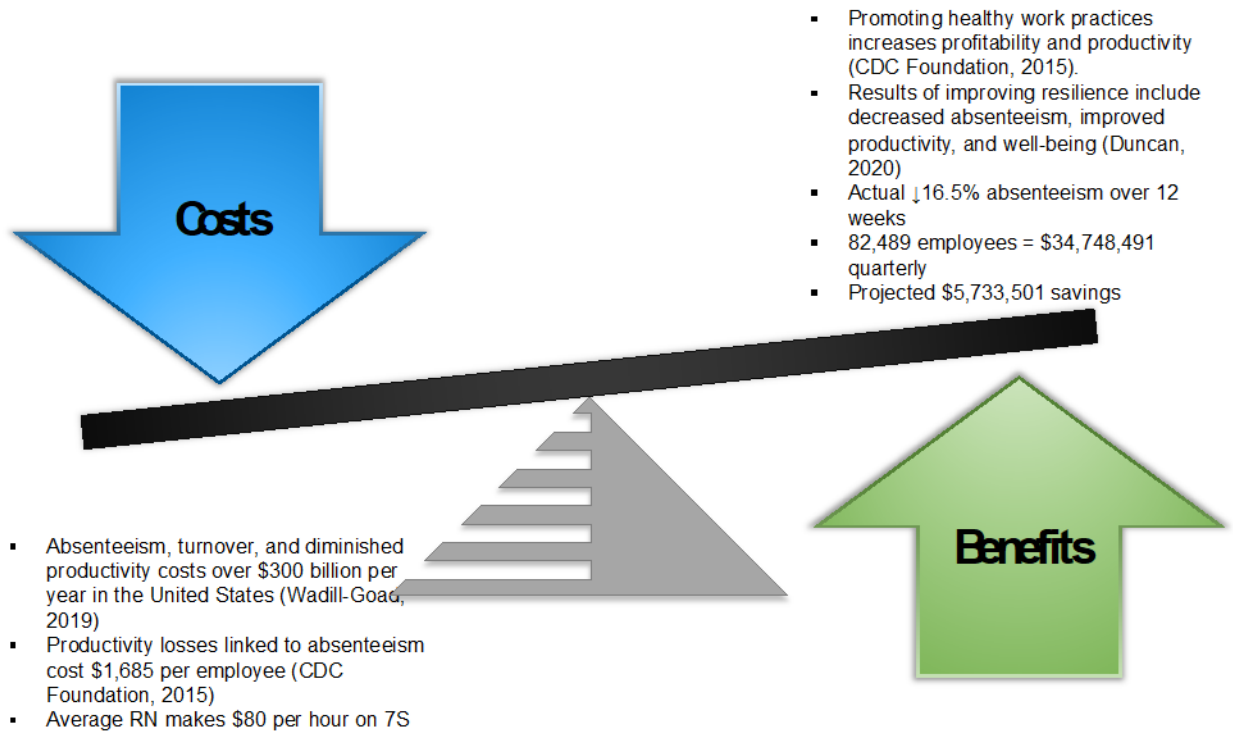 ▪ Promoting healthy work practices
increases profitability and productivity
(CDC Foundation, 2015).
▪ Results of improving resilience include
decreased absenteeism, improved
productivity, and well-being (Duncan,
2020)
▪ Actual ↓16.5% absenteeism over 12
weeks
▪ 82,489 employees = $34,748,491
quarterly
▪ Projected $5,733,501 savings
Costs
Benefits
▪ Absenteeism, turnover, and diminished
productivity costs over $300 billion per
year in the United States (Wadill-Goad,
2019)
▪ Productivity losses linked to absenteeism
cost $1,685 per employee (CDC
Foundation, 2015)
▪ Average RN makes $80 per hour on 7S